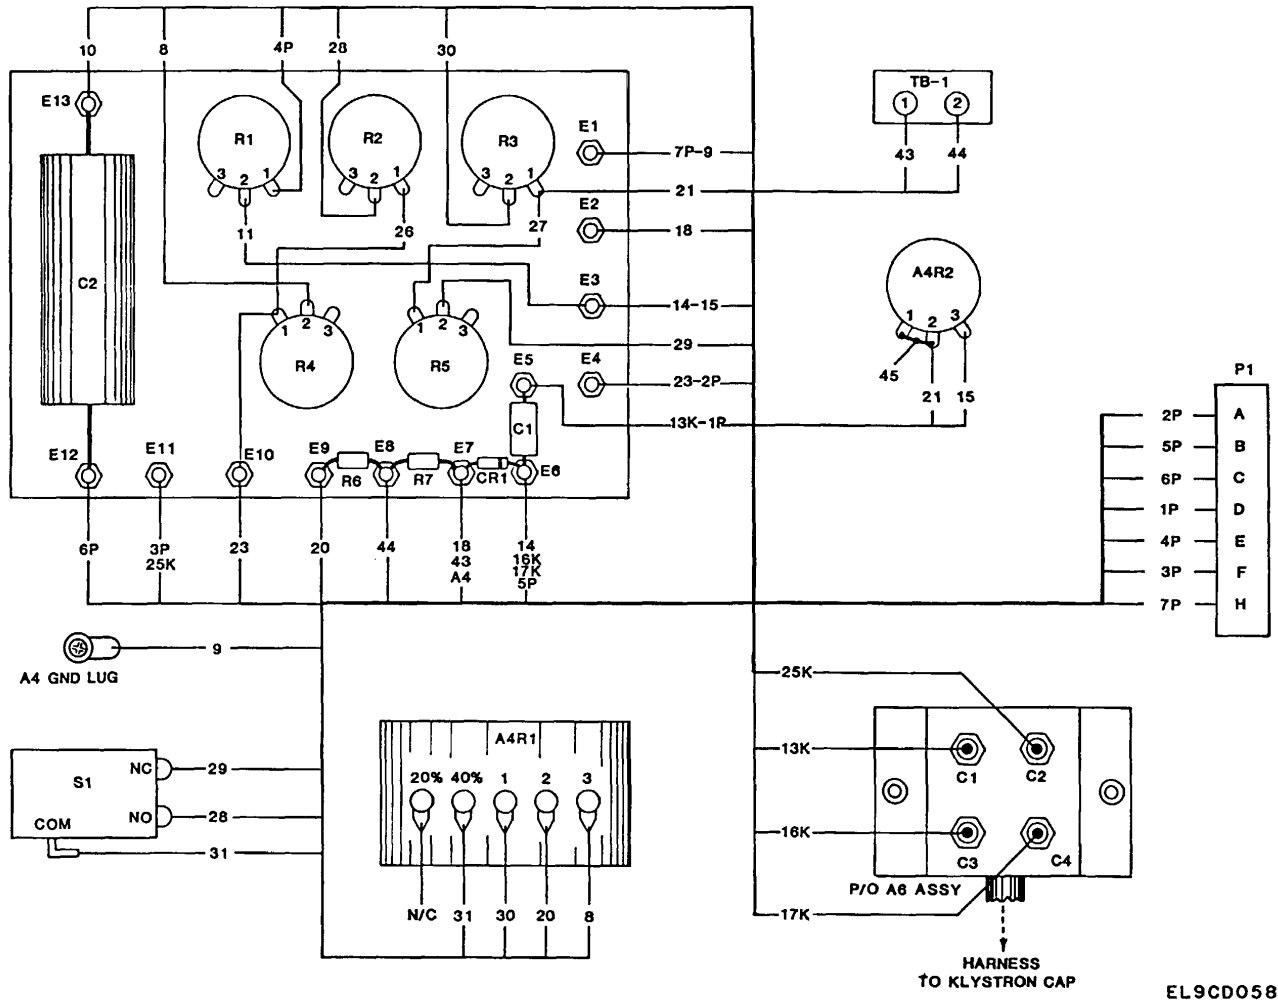 10 8 4P 28 30
E13 R1 R2 R3 E1 TB-1
1 2
7P-9 43 44
3 2 1 3 2 1 3 2 1
21
E2
11 26 27 18
C2 A4R2
E3
14-15
1 2 3
1 2 3 1 2 3
29 45
R4 R5 E5 E4
23-2P 21 15
P1
C1 13K-1P
2P A
5P B
6P C
1P D
4P E
3P F
7P H
E12 E11 E10 E9 E8 E7 E6
R6 R7 CR1
6P 3P 23 20 44 18 14
25K 43 16K
A4 17K
5P
9
A4 GND LUG
25K
S1 NC 29
NO 28
COM
31
A4R1
20% 40% 1 2 3
N/C 31 30 20 8
13K
C1 C2
16K
C3 C4
P/O A6 ASSY
17K
HARNESS
TO KLYSTRON CAP
EL9CD058